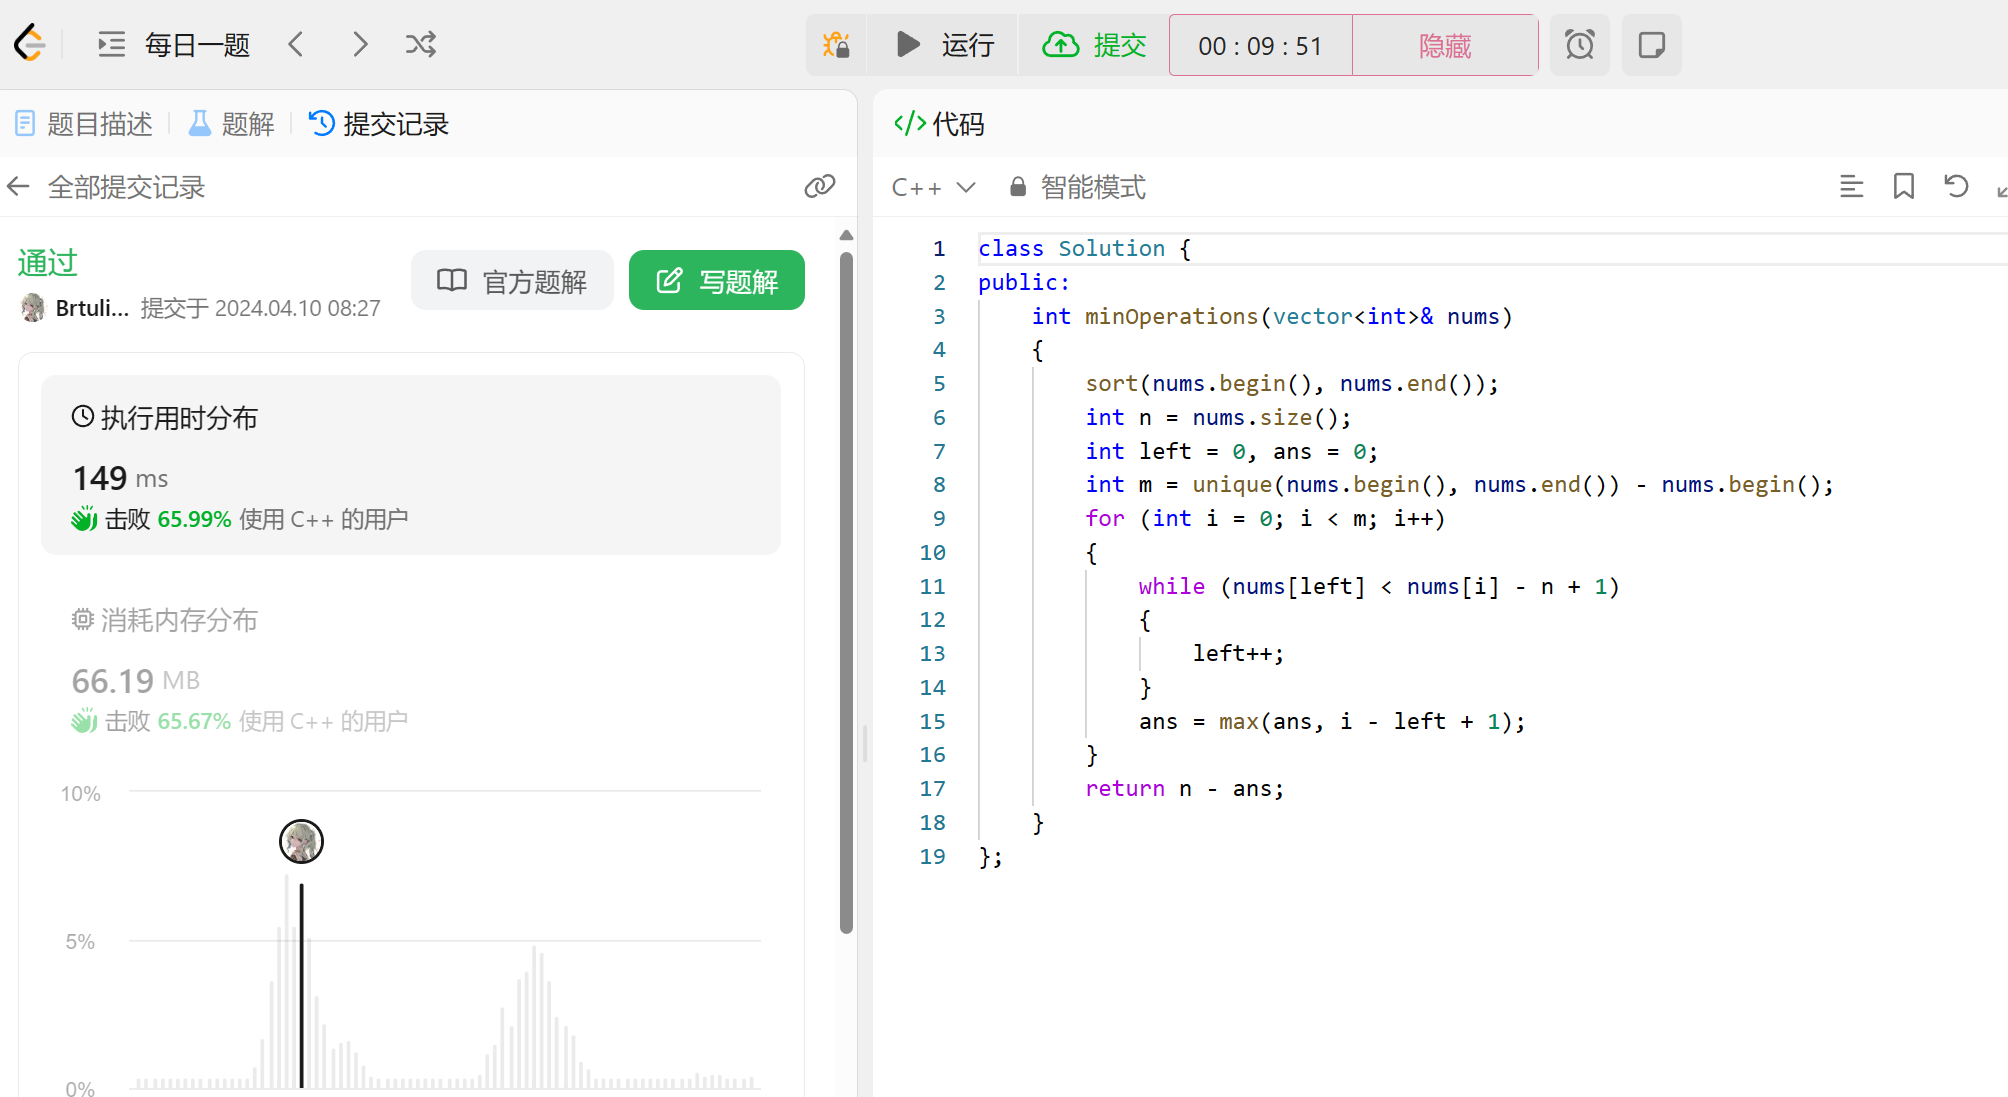 每日一题
运行
提交
00 : 09 : 51
隐藏
题目描述
题解
提交记录
全部提交记录
通过
Brtuli... 提交于 2024.04.10 08:27
官方题解
写题解
执行用时分布
149 ms
击败 65.99% 使用 C++ 的用户
消耗内存分布
66.19 MB
击败 65.67% 使用 C++ 的用户
10%
5%
0%
</> 代码
C++
智能模式
1 class Solution {
2 public:
3 int minOperations(vector<int>& nums)
4 {
5 sort(nums.begin(), nums.end());
6 int n = nums.size();
7 int left = 0, ans = 0;
8 int m = unique(nums.begin(), nums.end()) - nums.begin();
9 for (int i = 0; i < m; i++)
10 {
11 while (nums[left] < nums[i] - n + 1)
12 {
13 left++;
14 }
15 ans = max(ans, i - left + 1);
16 }
17 return n - ans;
18 }
19 };